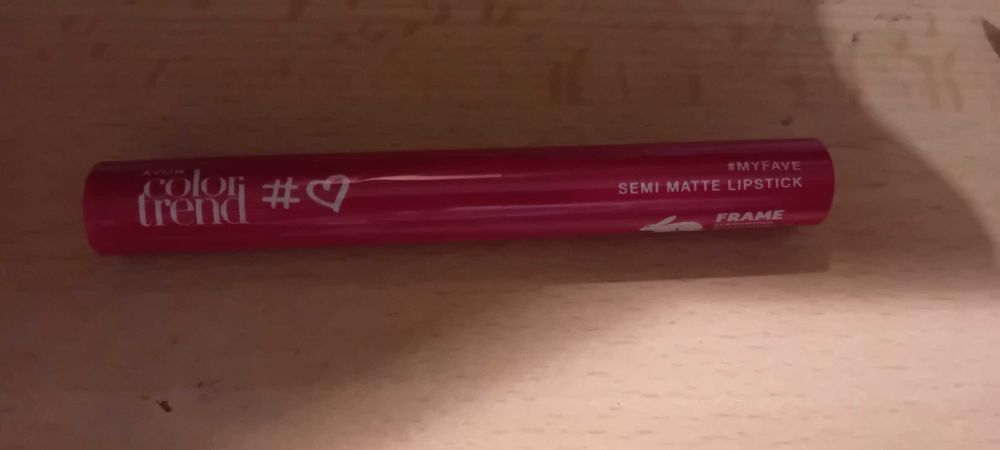 AVON
color
trend
#♡
#MYFAVE
SEMI MATTE LIPSTICK
FRAME